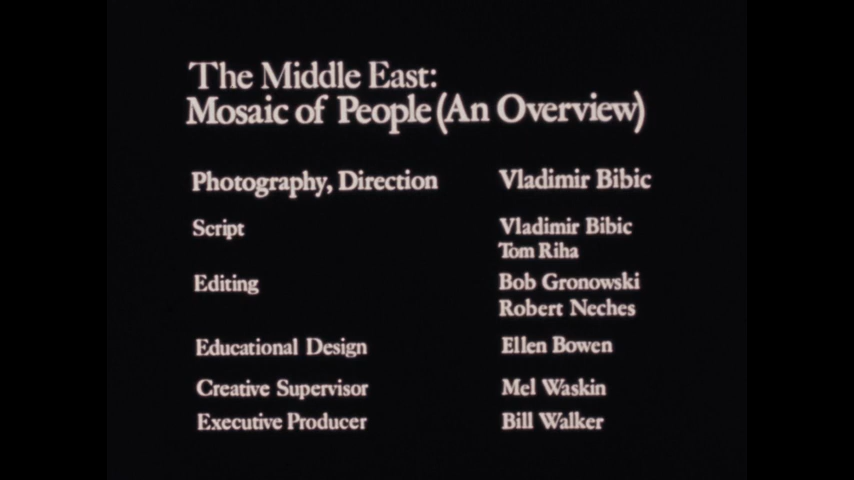 The Middle East:
Mosaic of People (An Overview)
Photography, Direction Vladimir Bibic
Script Vladimir Bibic
Tom Riha
Editing Bob Gronowski
Robert Neches
Educational Design Ellen Bowen
Creative Supervisor Mel Waskin
Executive Producer Bill Walker